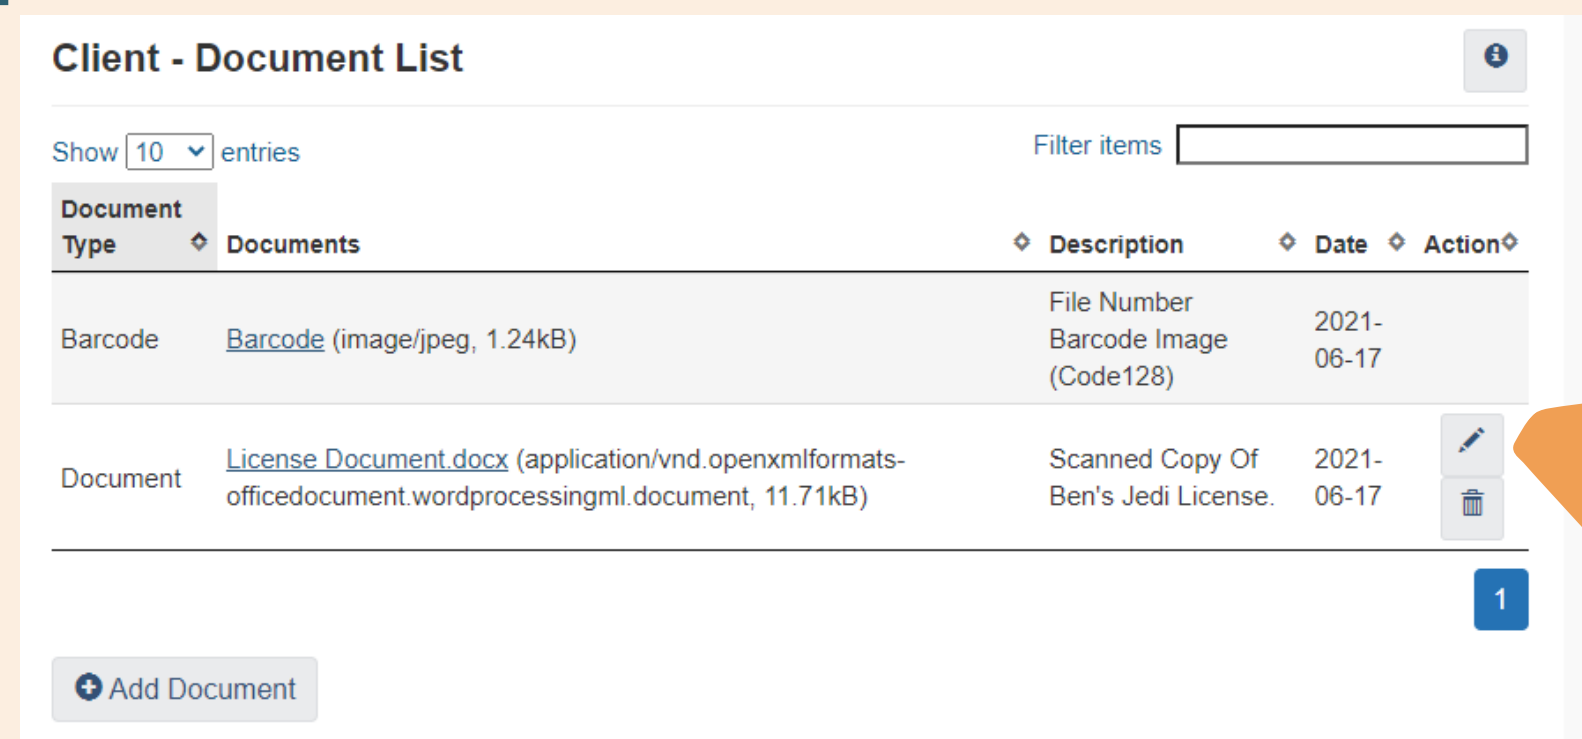 Client - Document List
Show 10 entries
Filter items
Document
Type
Documents
Description
Date
Action
Barcode
Barcode (image/jpeg, 1.24kB)
File Number
Barcode Image
(Code128)
2021-
06-17
Document
License Document.docx (application/vnd.openxmlformats-
officedocument.wordprocessingml.document, 11.71kB)
Scanned Copy Of
Ben's Jedi License.
2021-
06-17
1
Add Document